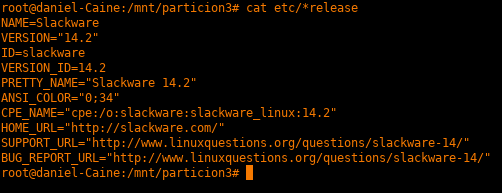 root@daniel-Caine:/mnt/particion3# cat etc/*release
NAME=Slackware
VERSION="14.2"
ID=slackware
VERSION_ID=14.2
PRETTY_NAME="Slackware 14.2"
ANSI_COLOR="0;34"
CPE_NAME="cpe:/o:slackware:slackware_linux:14.2"
HOME_URL="http://slackware.com/"
SUPPORT_URL="http://www.linuxquestions.org/questions/slackware-14/"
BUG_REPORT_URL="http://www.linuxquestions.org/questions/slackware-14/"
root@daniel-Caine:/mnt/particion3#